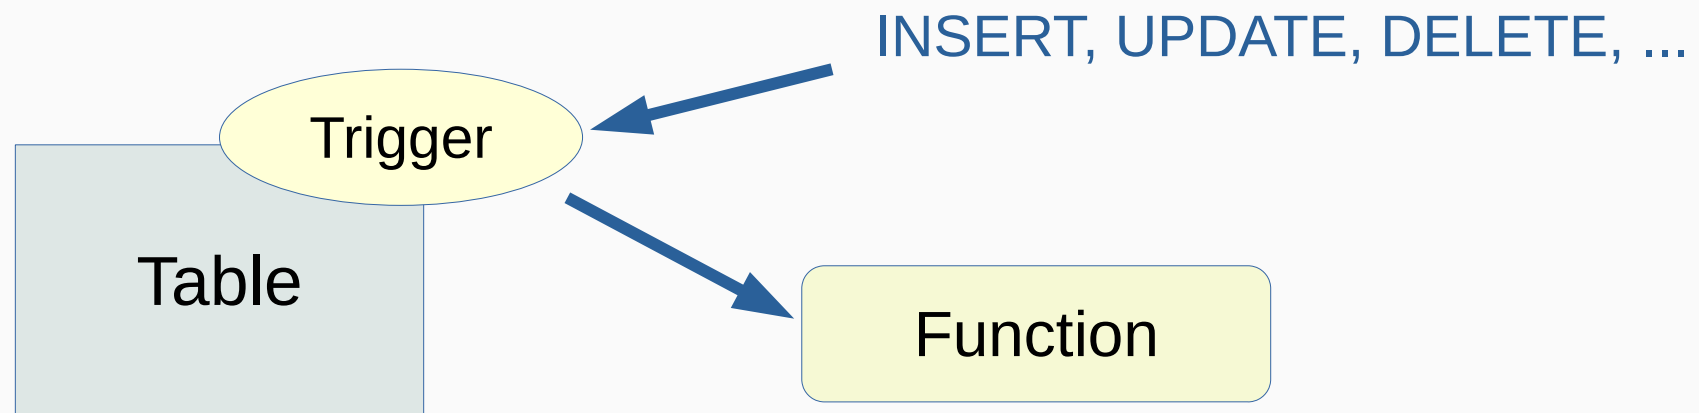 INSERT, UPDATE, DELETE, ...
Trigger
Table
Function